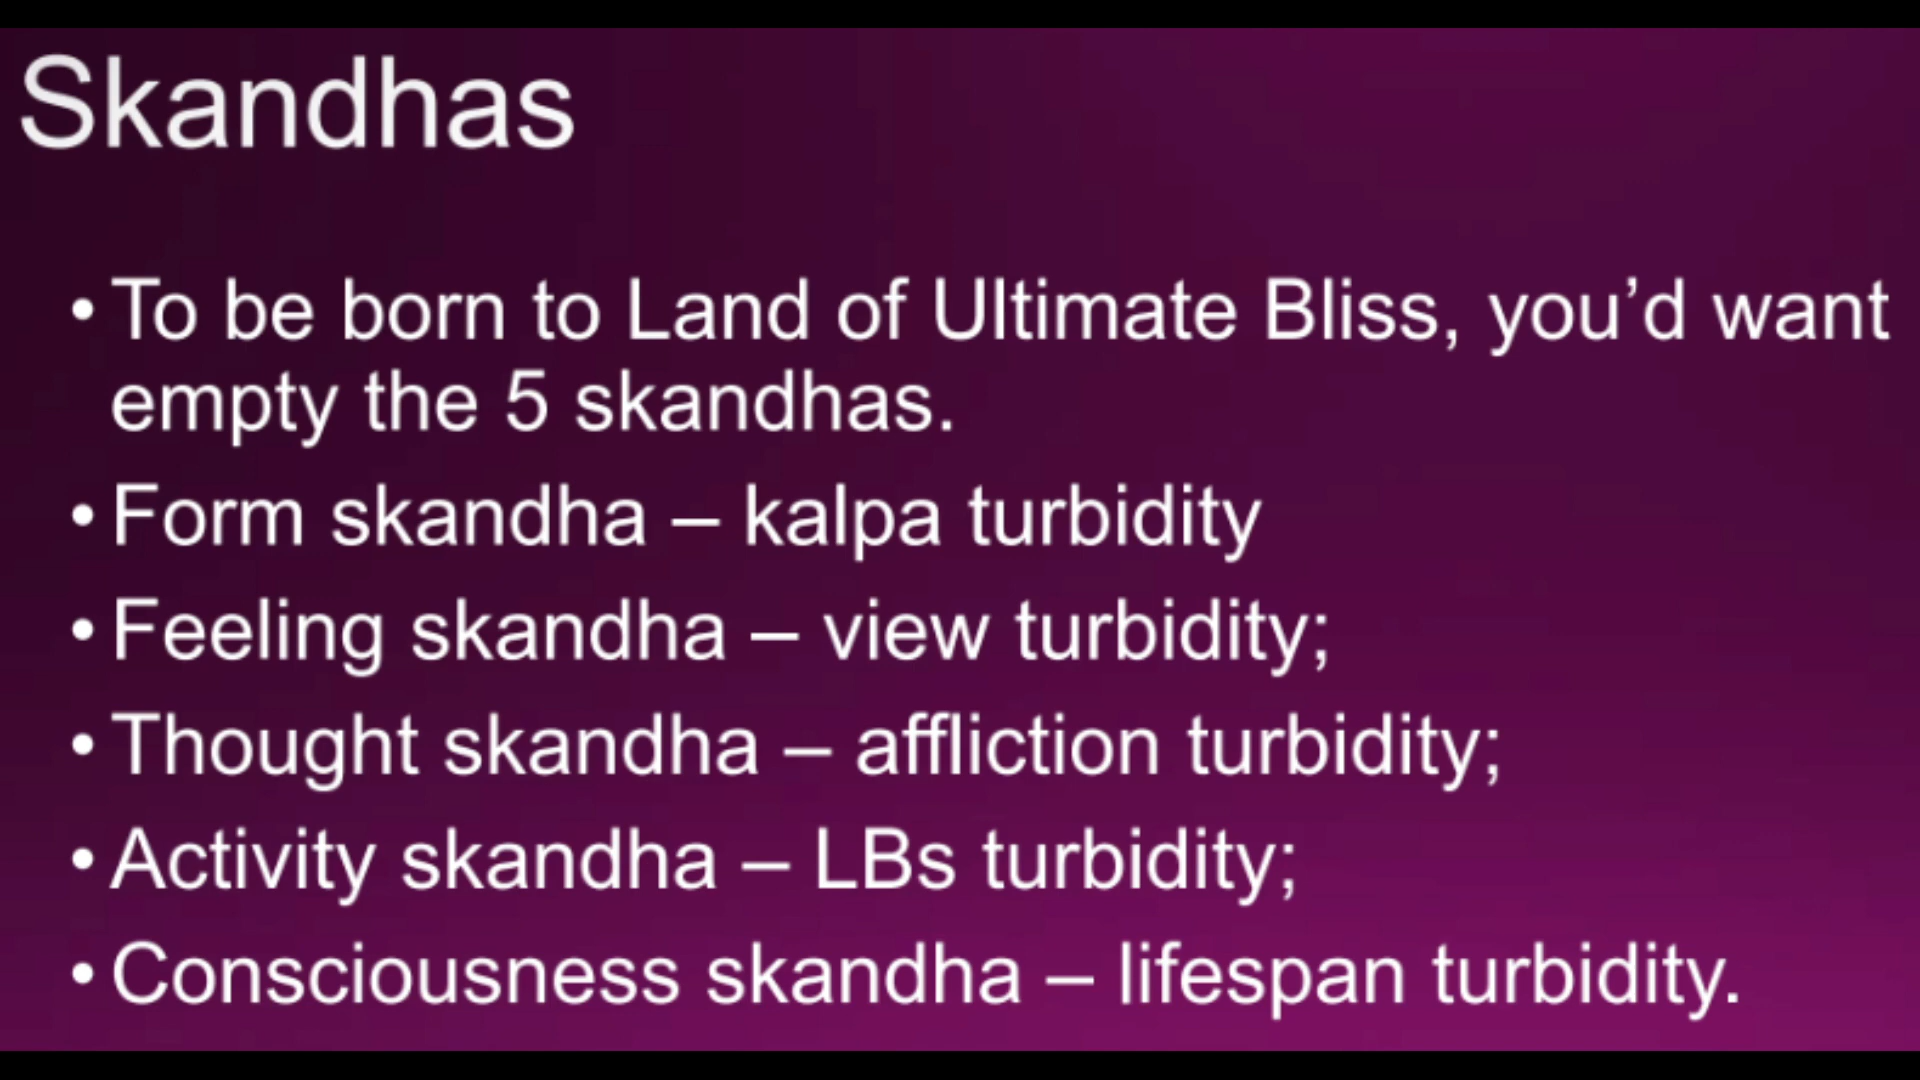 Skandhas
• To be born to Land of Ultimate Bliss, you’d want
empty the 5 skandhas.
• Form skandha – kalpa turbidity
• Feeling skandha – view turbidity;
• Thought skandha – affliction turbidity;
• Activity skandha – LBs turbidity;
• Consciousness skandha – lifespan turbidity.